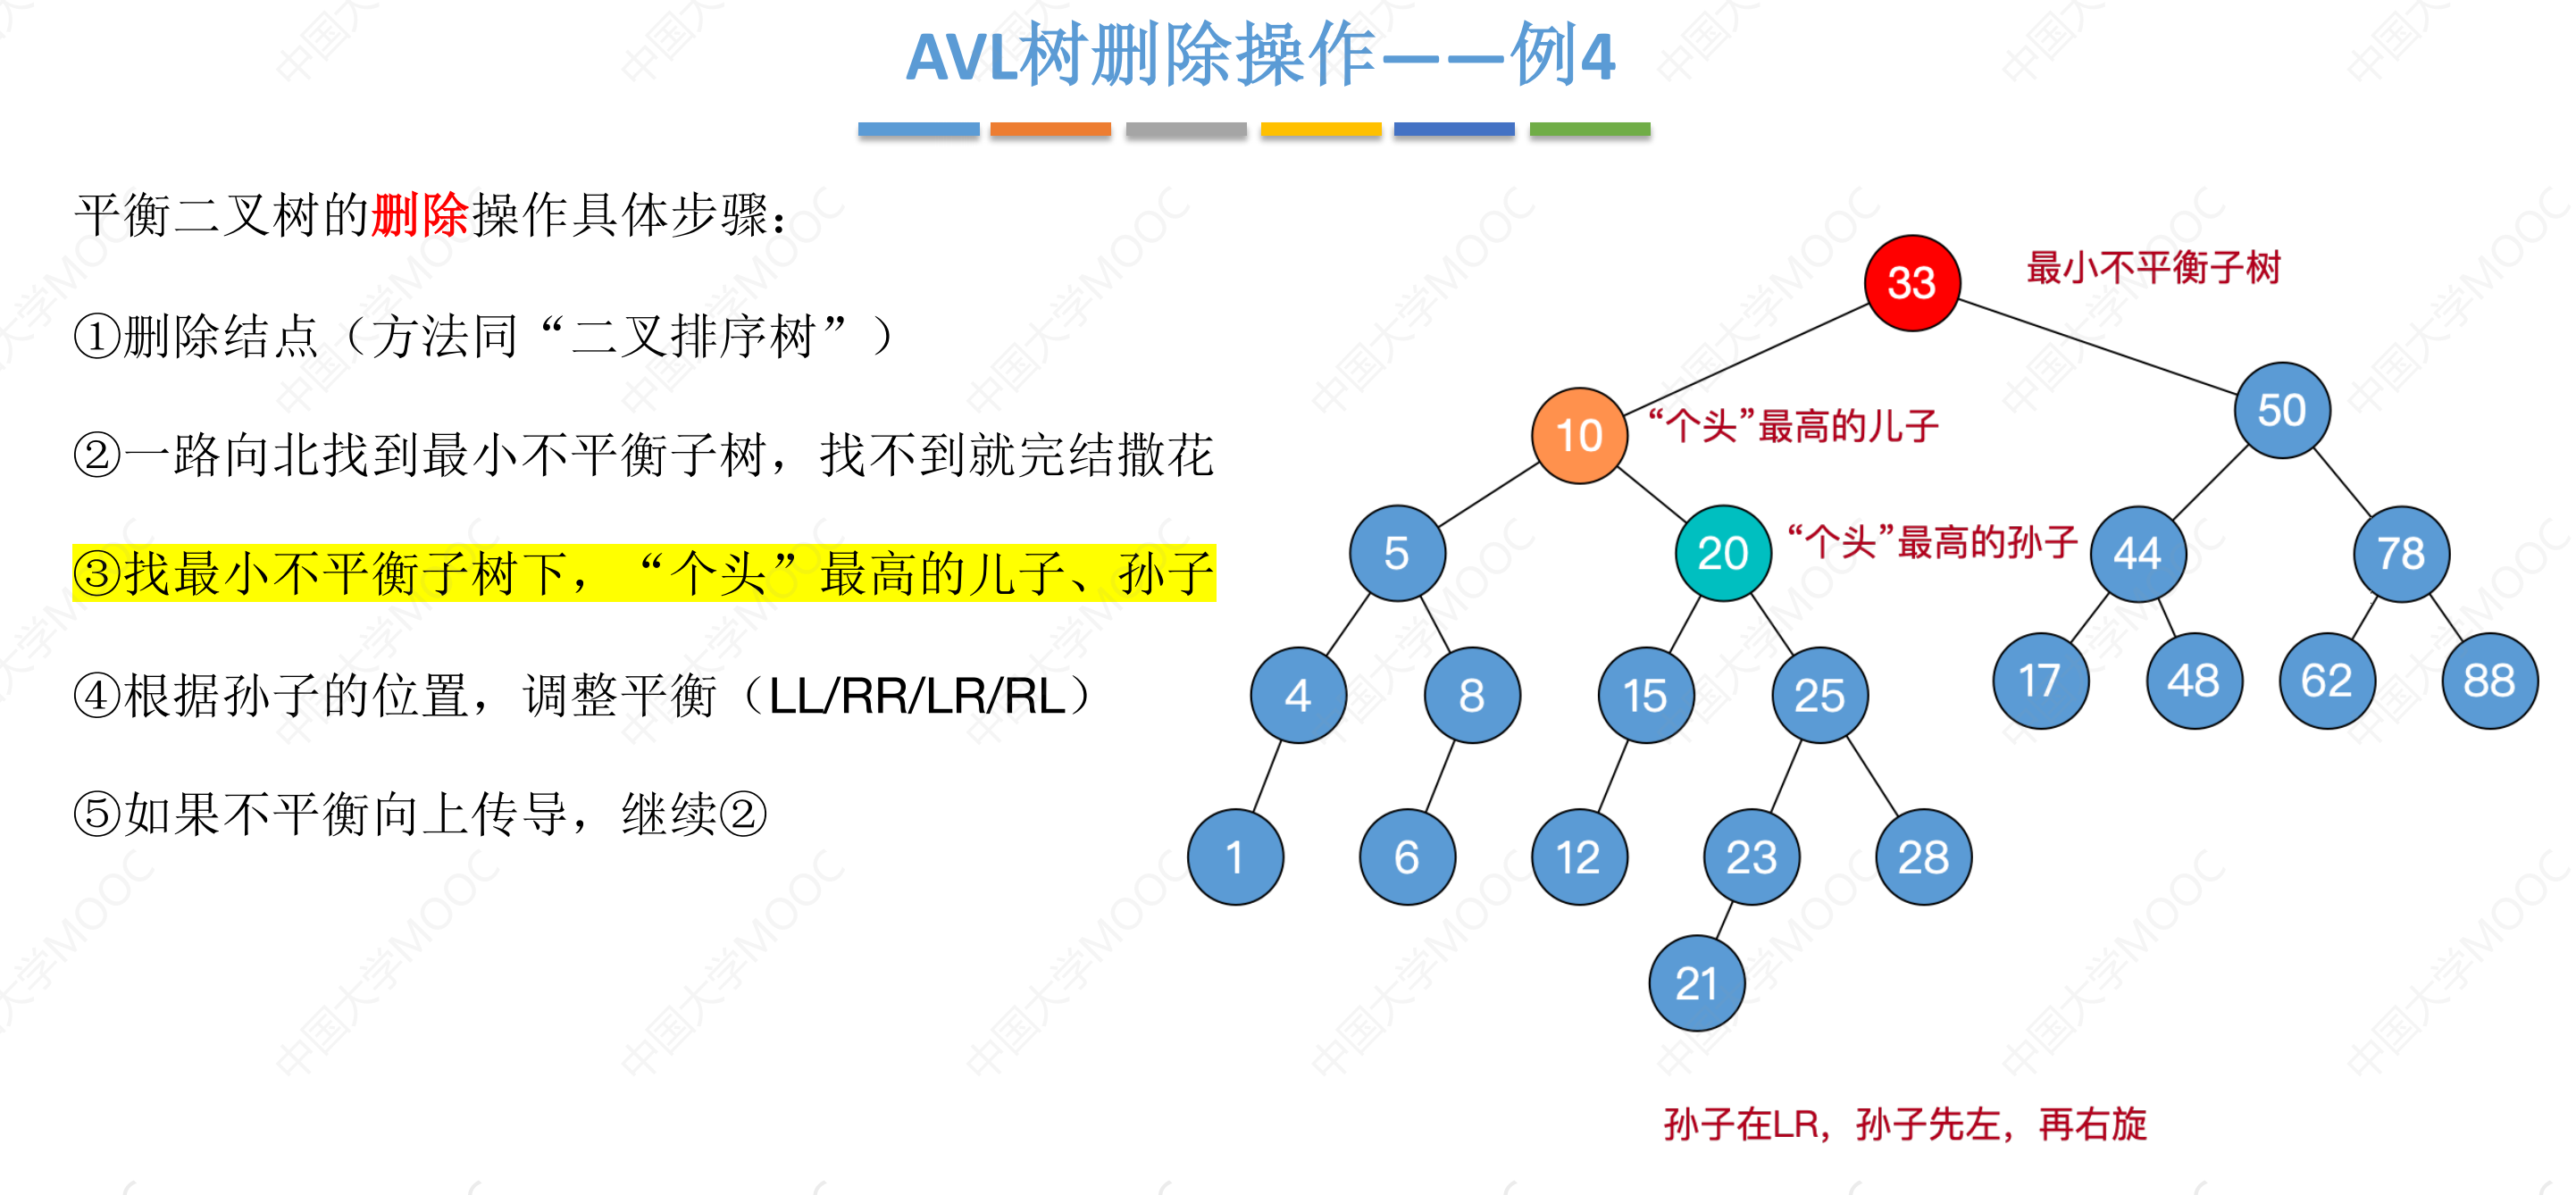 AVL树删除操作——例4
平衡二叉树的删除操作具体步骤：
①删除结点（方法同“二叉排序树”）
②一路向北找到最小不平衡子树，找不到就完结撒花
③找最小不平衡子树下，“个头”最高的儿子、孙子
④根据孙子的位置，调整平衡（LL/RR/LR/RL）
⑤如果不平衡向上传导，继续②
33 最小不平衡子树
10 “个头”最高的儿子 50
5 20 “个头”最高的孙子 44 78
4 8 15 25 17 48 62 88
1 6 12 23 28
21
孙子在LR，孙子先左，再右旋
中国大学MOOC